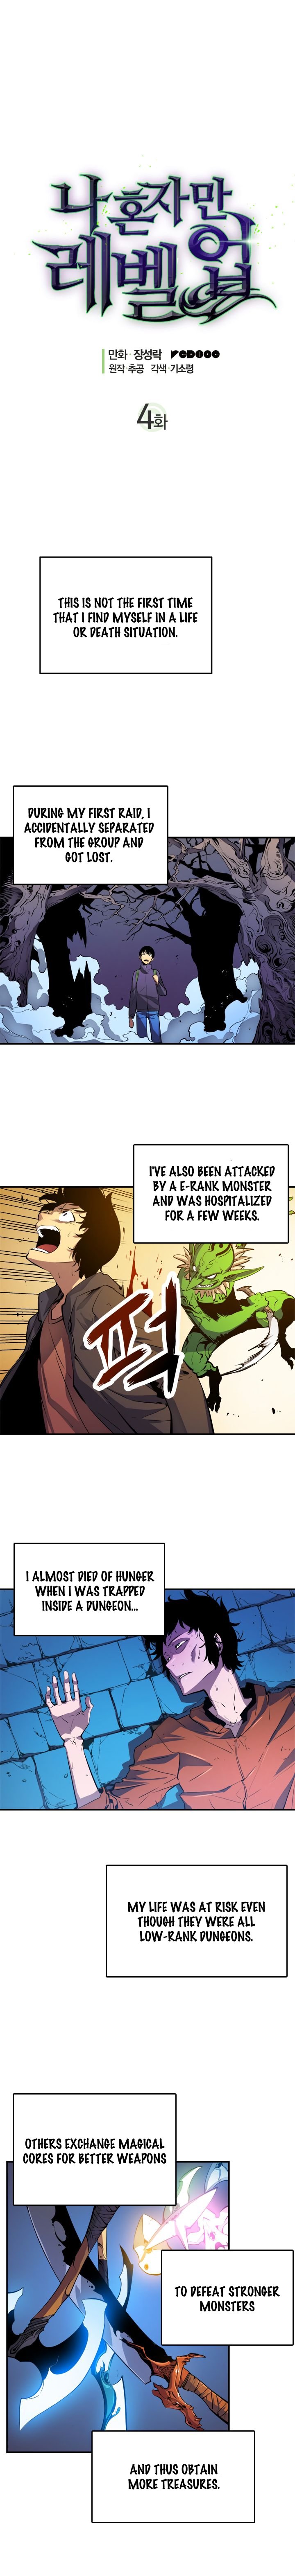 나 혼자만
레벨업
만화·장성락 REDICE
원작·추공 각색·기소령
4화
THIS IS NOT THE FIRST TIME
THAT I FIND MYSELF IN A LIFE
OR DEATH SITUATION.
DURING MY FIRST RAID, I
ACCIDENTALLY SEPARATED
FROM THE GROUP AND
GOT LOST.
I'VE ALSO BEEN ATTACKED
BY A E-RANK MONSTER
AND WAS HOSPITALIZED
FOR A FEW WEEKS.
퍽
I ALMOST DIED OF HUNGER
WHEN I WAS TRAPPED
INSIDE A DUNGEON...
MY LIFE WAS AT RISK EVEN
THOUGH THEY WERE ALL
LOW-RANK DUNGEONS.
OTHERS EXCHANGE MAGICAL
CORES FOR BETTER WEAPONS
TO DEFEAT STRONGER
MONSTERS
AND THUS OBTAIN
MORE TREASURES.